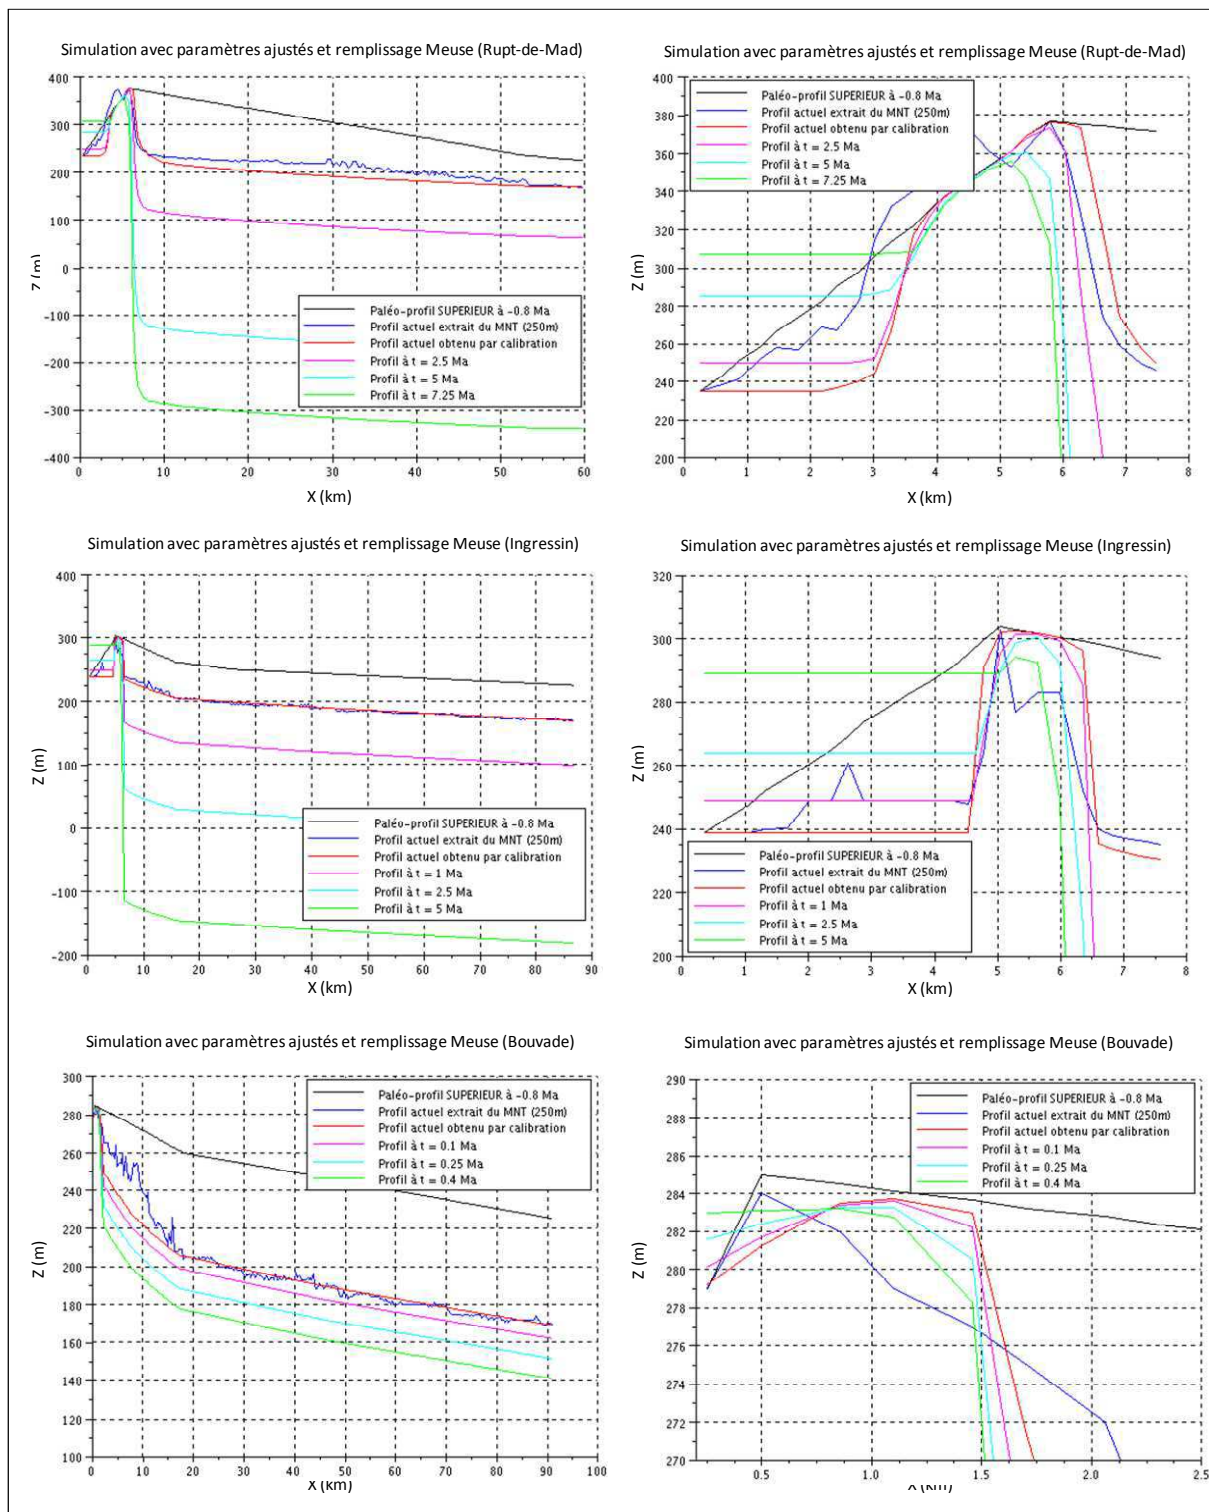 Simulation avec paramètres ajustés et remplissage Meuse (Rupt-de-Mad)
400
300
200
100
0
-100
-200
-300
-400
Z (m)
Paléo-profil SUPERIEUR à -0.8 Ma
Profil actuel extrait du MNT (250m)
Profil actuel obtenu par calibration
Profil à t = 2.5 Ma
Profil à t = 5 Ma
Profil à t = 7.25 Ma
0 10 20 30 40 50 60
X (km)
Simulation avec paramètres ajustés et remplissage Meuse (Rupt-de-Mad)
400
380
360
340
320
300
280
260
240
220
200
Z (m)
Paléo-profil SUPERIEUR à -0.8 Ma
Profil actuel extrait du MNT (250m)
Profil actuel obtenu par calibration
Profil à t = 2.5 Ma
Profil à t = 5 Ma
Profil à t = 7.25 Ma
0 1 2 3 4 5 6 7 8
X (km)
Simulation avec paramètres ajustés et remplissage Meuse (Ingressin)
400
300
200
100
0
-100
-200
Z (m)
Paléo-profil SUPERIEUR à -0.8 Ma
Profil actuel extrait du MNT (250m)
Profil actuel obtenu par calibration
Profil à t = 1 Ma
Profil à t = 2.5 Ma
Profil à t = 5 Ma
0 10 20 30 40 50 60 70 80 90
X (km)
Simulation avec paramètres ajustés et remplissage Meuse (Ingressin)
320
300
280
260
240
220
200
Z (m)
Paléo-profil SUPERIEUR à -0.8 Ma
Profil actuel extrait du MNT (250m)
Profil actuel obtenu par calibration
Profil à t = 1 Ma
Profil à t = 2.5 Ma
Profil à t = 5 Ma
0 1 2 3 4 5 6 7 8
X (km)
Simulation avec paramètres ajustés et remplissage Meuse (Bouvade)
300
280
260
240
220
200
180
160
140
120
100
Z (m)
Paléo-profil SUPERIEUR à -0.8 Ma
Profil actuel extrait du MNT (250m)
Profil actuel obtenu par calibration
Profil à t = 0.1 Ma
Profil à t = 0.25 Ma
Profil à t = 0.4 Ma
0 10 20 30 40 50 60 70 80 90 100
X (km)
Simulation avec paramètres ajustés et remplissage Meuse (Bouvade)
290
288
286
284
282
280
278
276
274
272
270
Z (m)
Paléo-profil SUPERIEUR à -0.8 Ma
Profil actuel extrait du MNT (250m)
Profil actuel obtenu par calibration
Profil à t = 0.1 Ma
Profil à t = 0.25 Ma
Profil à t = 0.4 Ma
0.5 1.0 1.5 2.0 2.5
X (km)